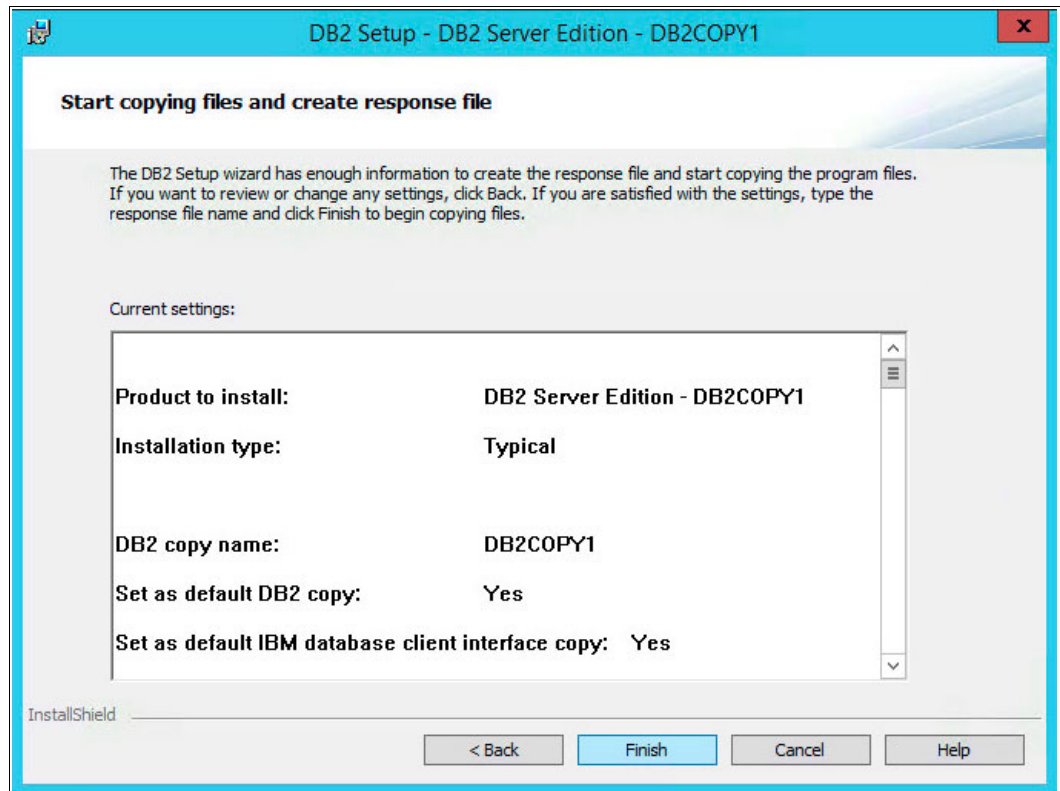 DB2 Setup - DB2 Server Edition - DB2COPY1
x
Start copying files and create response file
The DB2 Setup wizard has enough information to create the response file and start copying the program files.
If you want to review or change any settings, click Back. If you are satisfied with the settings, type the
response file name and click Finish to begin copying files.
Current settings:
Product to install: DB2 Server Edition - DB2COPY1
Installation type: Typical
DB2 copy name: DB2COPY1
Set as default DB2 copy: Yes
Set as default IBM database client interface copy: Yes
InstallShield
< Back Finish Cancel Help